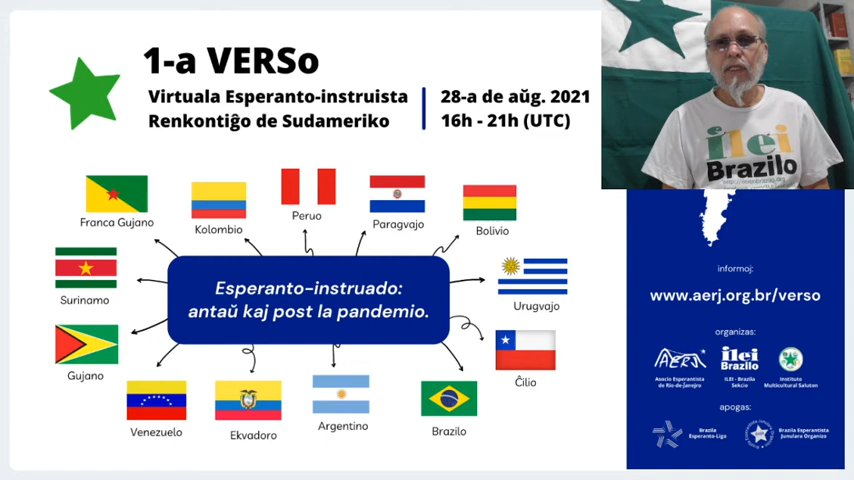 1-a VERSo
Virtuala Esperanto-instruista
Renkontiĝo de Sudameriko
28-a de aŭg. 2021
16h - 21h (UTC)
ilei
Brazilo
Franca Gujano
Kolombio
Peruo
Paragvajo
Bolivio
Surinamo
Esperanto-instruado:
antaŭ kaj post la pandemio.
Urugvajo
Gujano
Ĉilio
Venezuelo
Ekvadoro
Argentino
Brazilo
informoj:
www.aerj.org.br/verso
organizas:
AERJ
Asocio Esperantista
de Rio-de-Ĵanejro
ilei
Brazilo
ILEI - Brazila
Sekcio
Instituto
Multicultural Saluton
apogas:
Brazila
Esperanto-Ligo
Brazila Esperantista
Junulara Organizo